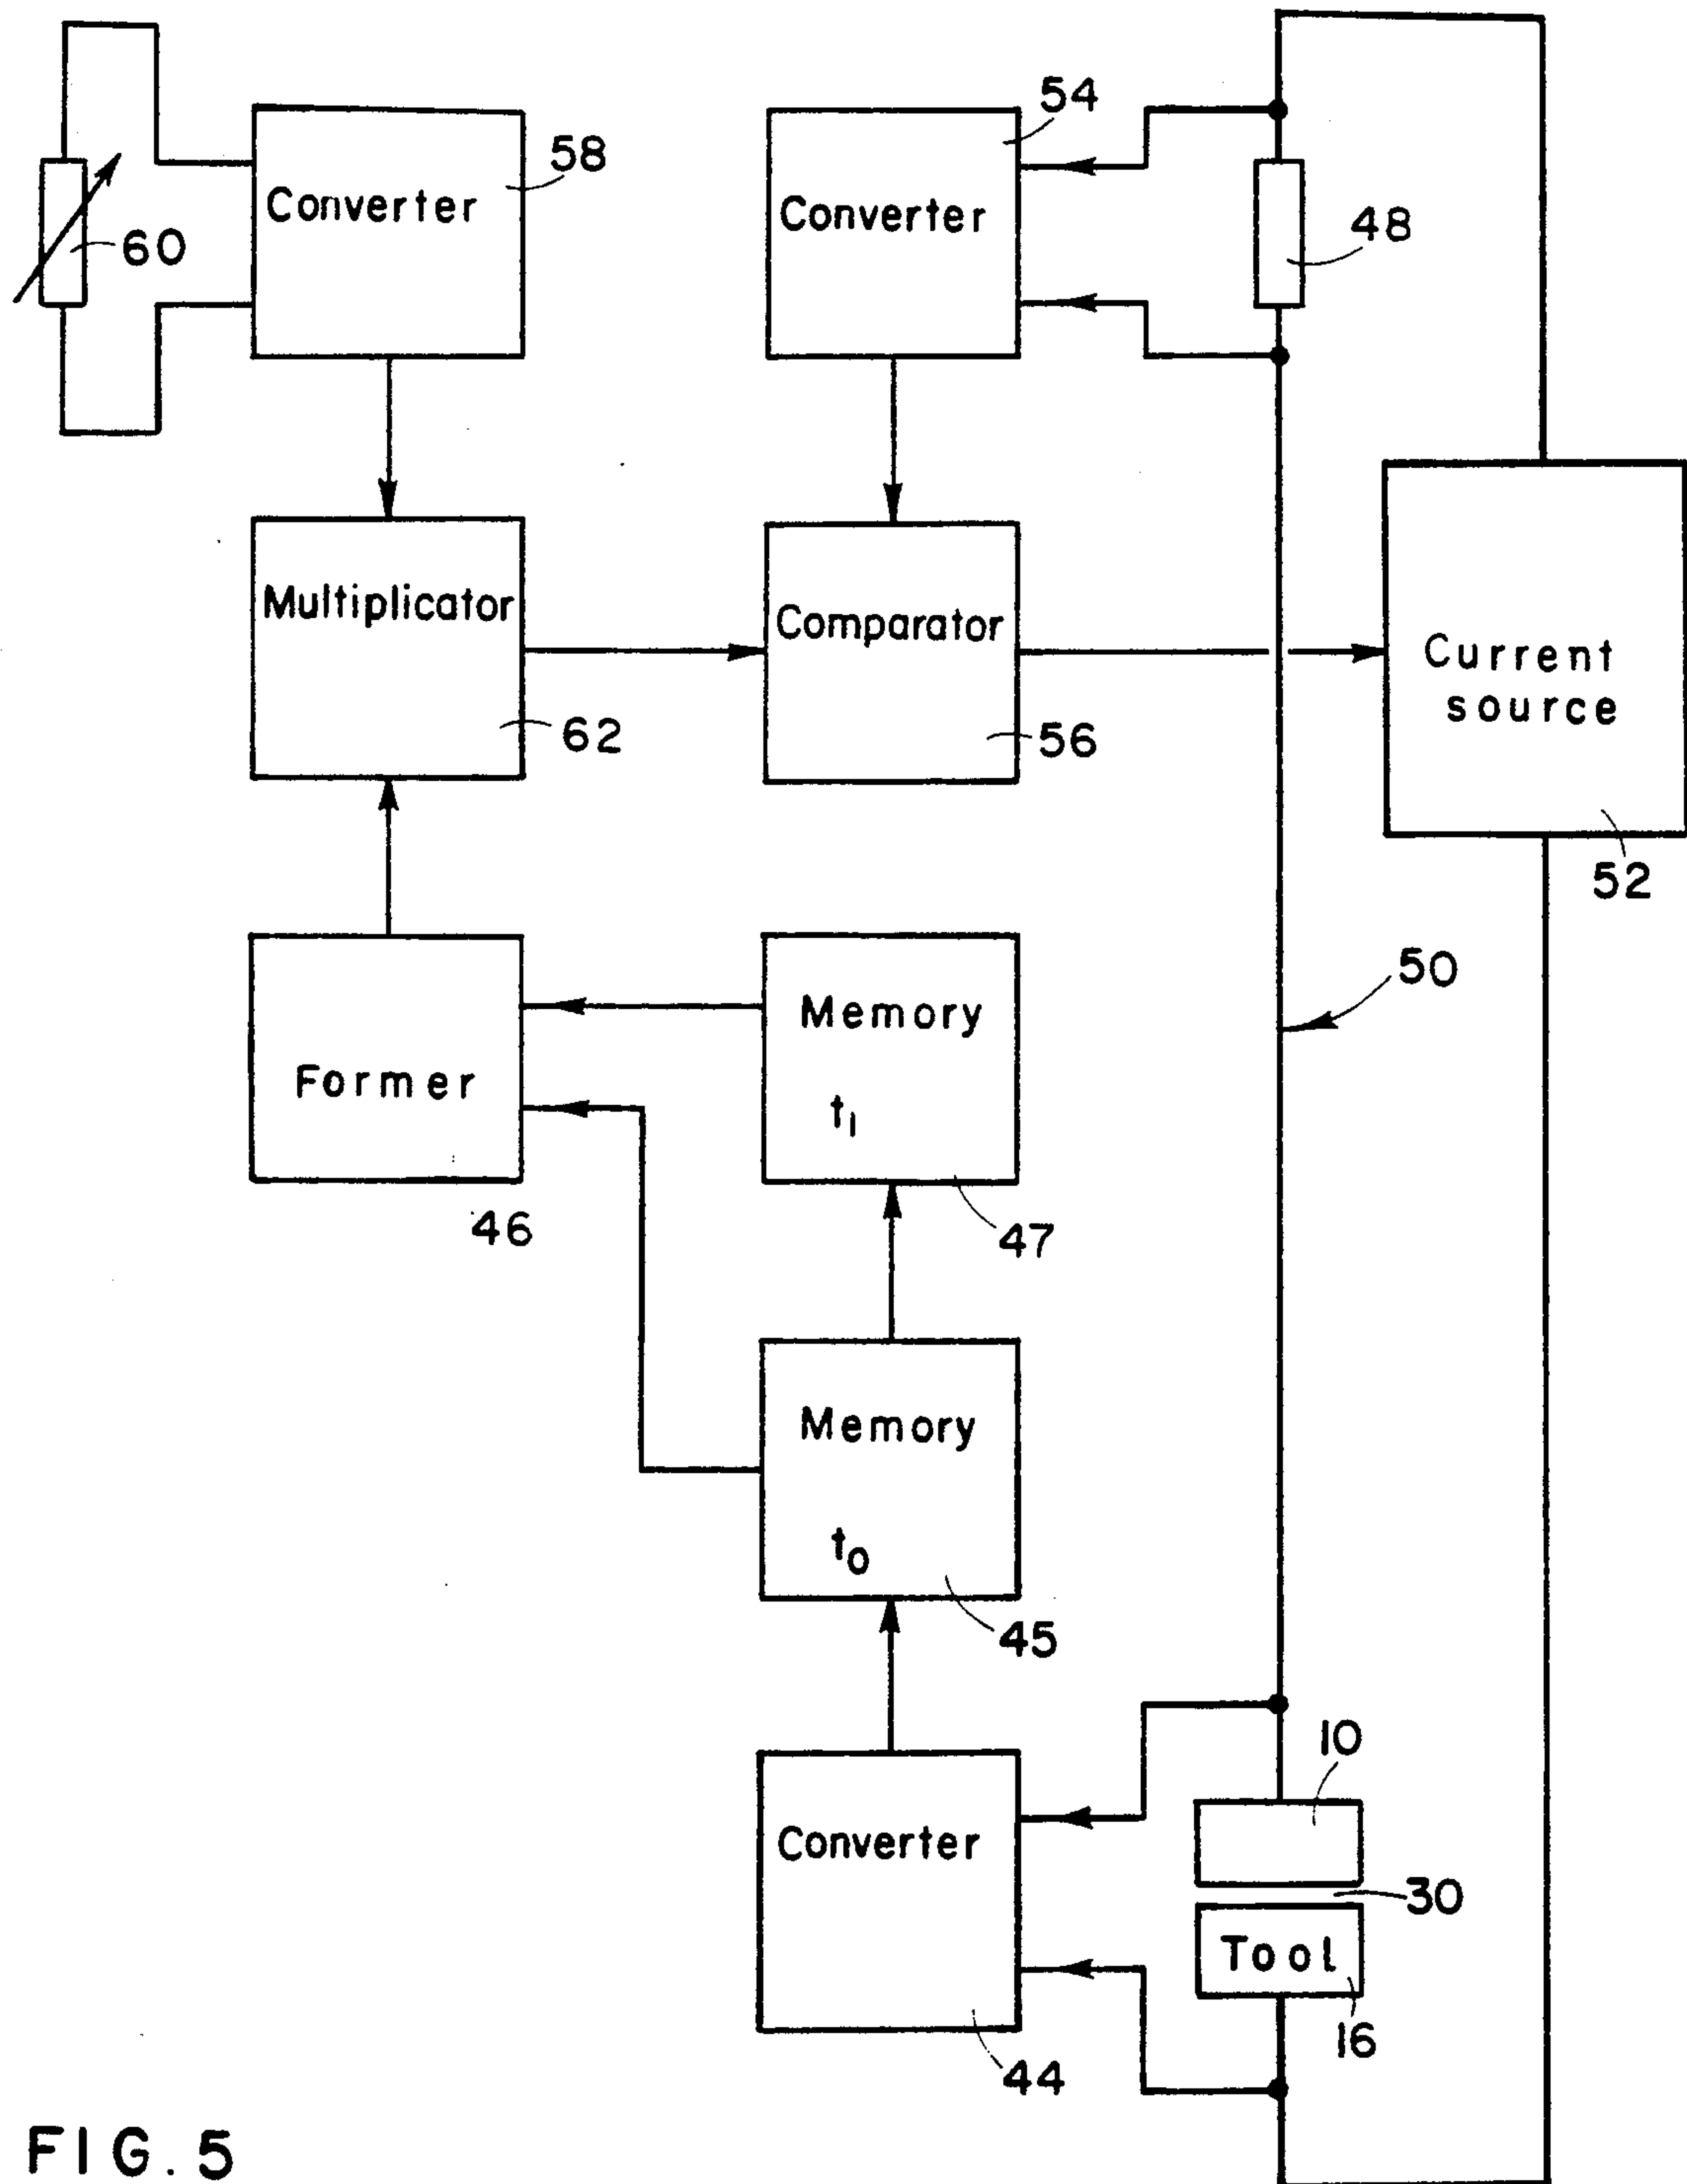 54
58
Converter
Converter
48
60
Multiplicator
Comparator
Current
source
62
56
52
50
Memory
t1
Former
46
47
Memory
t0
45
10
Converter
30
Tool
16
44
FIG. 5